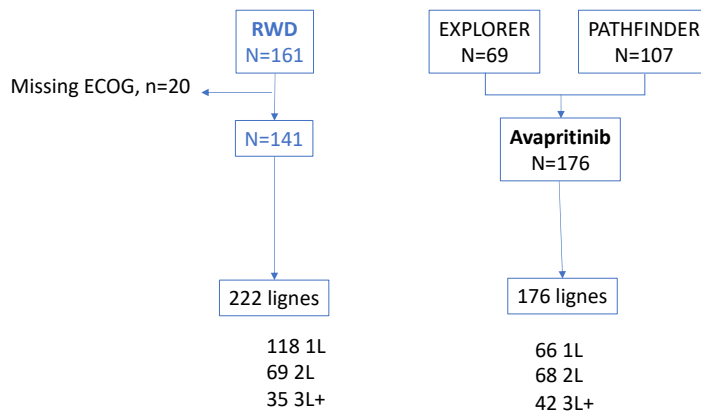 RWD
N=161
EXPLORER
N=69
PATHFINDER
N=107
Missing ECOG, n=20
N=141
Avapritinib
N=176
222 lignes
176 lignes
118 1L
69 2L
35 3L+
66 1L
68 2L
42 3L+